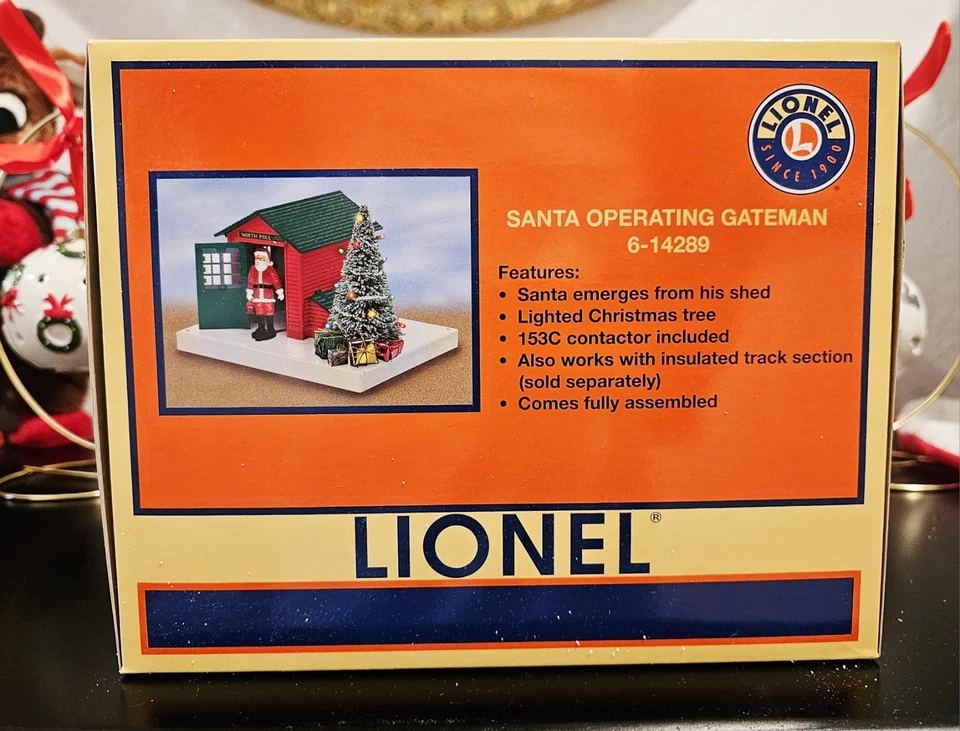 LIONEL
L
SINCE 1900
®
NORTH POLE
SANTA OPERATING GATEMAN
6-14289
Features:
• Santa emerges from his shed
• Lighted Christmas tree
• 153C contactor included
• Also works with insulated track section
(sold separately)
• Comes fully assembled
LIONEL®